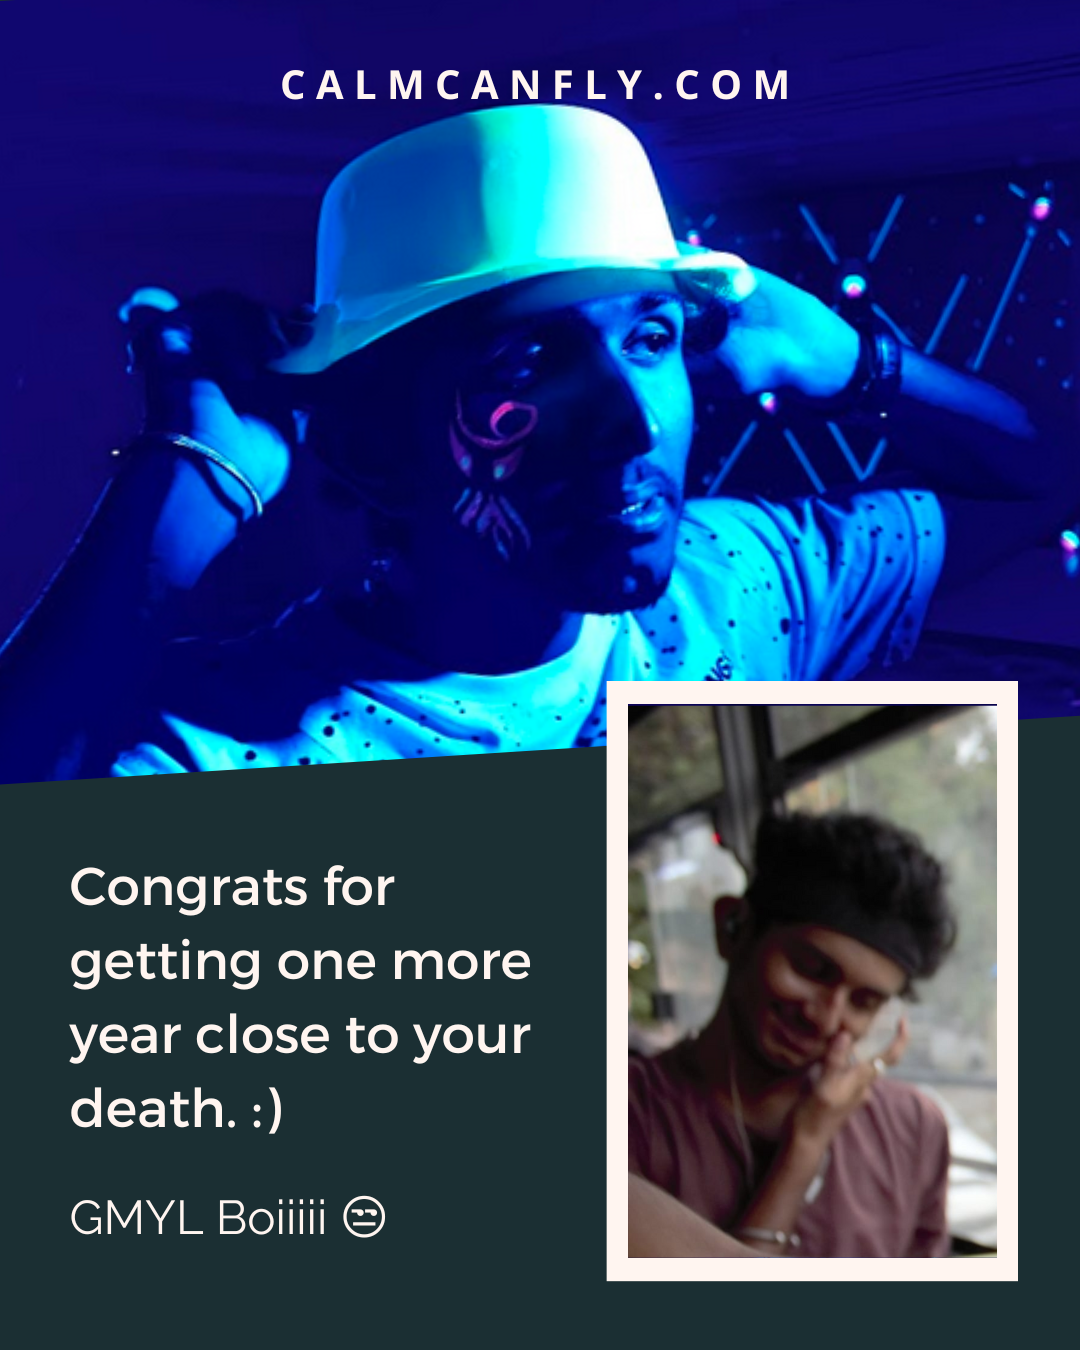 CALMCANFLY.COM
Congrats for
getting one more
year close to your
death. :)
GMYL Boiiiii 😒